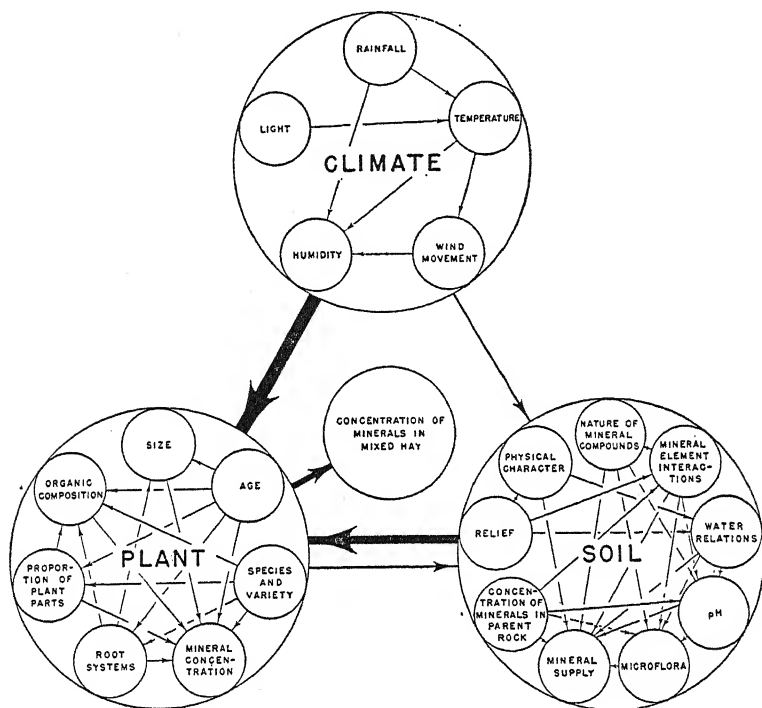 RAINFALL
LIGHT
TEMPERATURE
CLIMATE
HUMIDITY
WIND
MOVEMENT
CONCENTRATION OF
MINERALS IN
MIXED HAY
SIZE
ORGANIC
COMPOSITION
AGE
PLANT
PROPOR-
TION OF
PLANT
PARTS
SPECIES
AND
VARIETY
ROOT
SYSTEMS
MINERAL
CONCEN-
TRATION
NATURE OF
MINERAL
COMPOUNDS
PHYSICAL
CHARACTER
MINERAL
ELEMENT
INTERAC-
TIONS
RELIEF
WATER
RELATIONS
SOIL
CONCEN-
TRATION OF
MINERALS IN
PARENT
ROCK
pH
MINERAL
SUPPLY
MICROFLORA